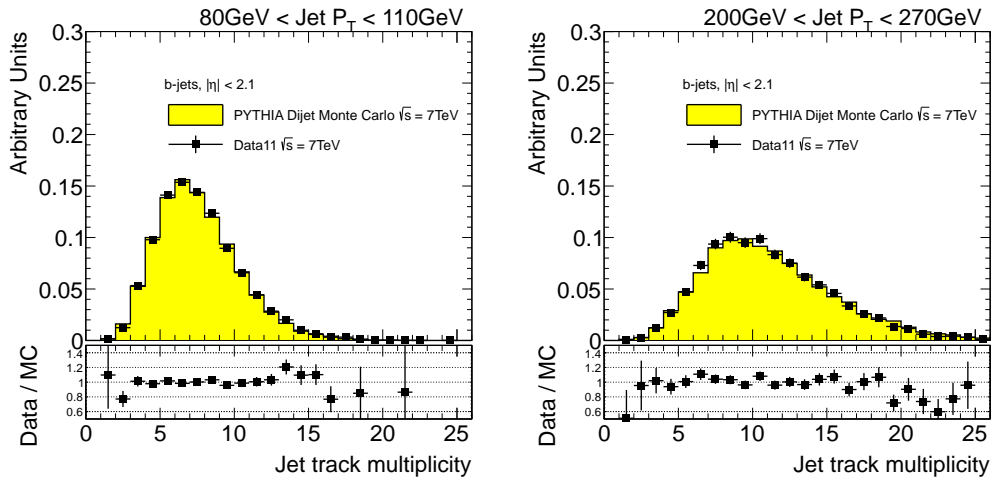 80GeV < Jet P_T < 110GeV
Arbitrary Units
0.3
0.25
0.2
0.15
0.1
0.05
0
b-jets, |η| < 2.1
PYTHIA Dijet Monte Carlo √s = 7TeV
Data11 √s = 7TeV
Data / MC
1.4
1.2
1
0.8
0.6
0 5 10 15 20 25
Jet track multiplicity
200GeV < Jet P_T < 270GeV
Arbitrary Units
0.3
0.25
0.2
0.15
0.1
0.05
0
b-jets, |η| < 2.1
PYTHIA Dijet Monte Carlo √s = 7TeV
Data11 √s = 7TeV
Data / MC
1.4
1.2
1
0.8
0.6
0 5 10 15 20 25
Jet track multiplicity